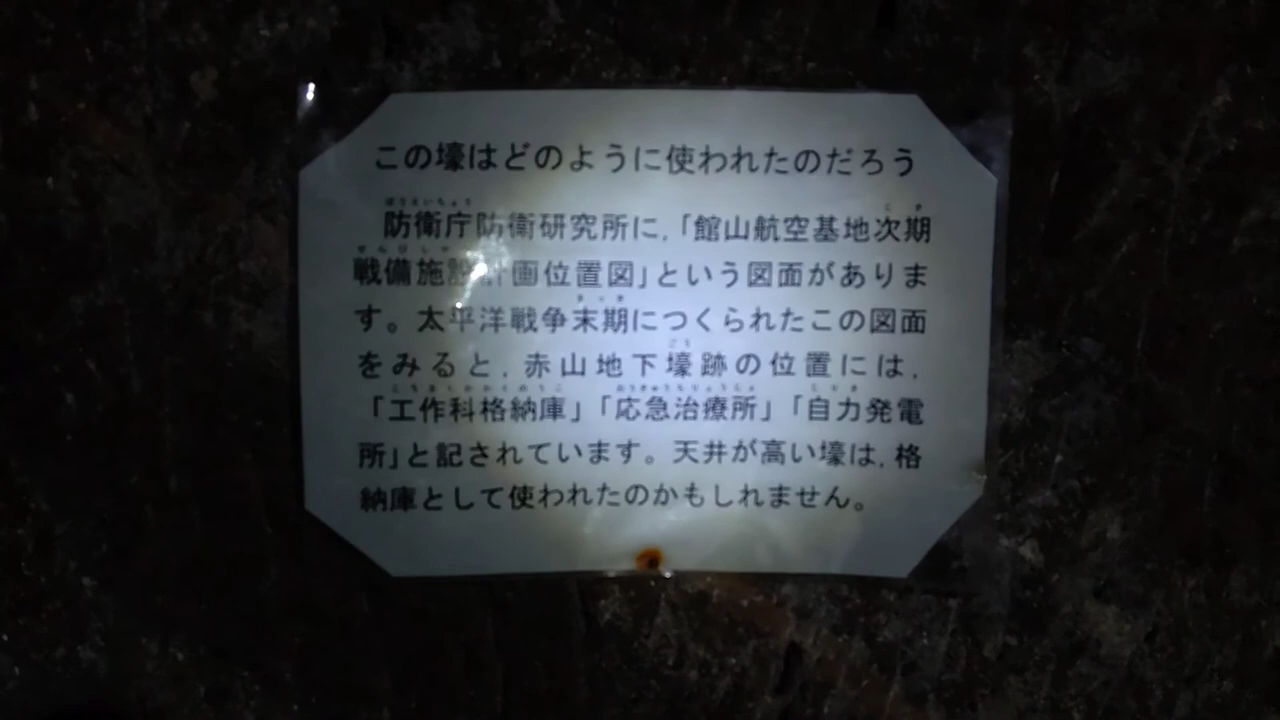 この壕はどのように使われたのだろう
防衛庁防衛研究所に,「館山航空基地次期
戦備施設計画位置図」という図面がありま
す。太平洋戦争末期につくられたこの図面
をみると,赤山地下壕跡の位置には,
「工作科格納庫」「応急治療所」「自力発電
所」と記されています。天井が高い壕は,格
納庫として使われたのかもしれません。